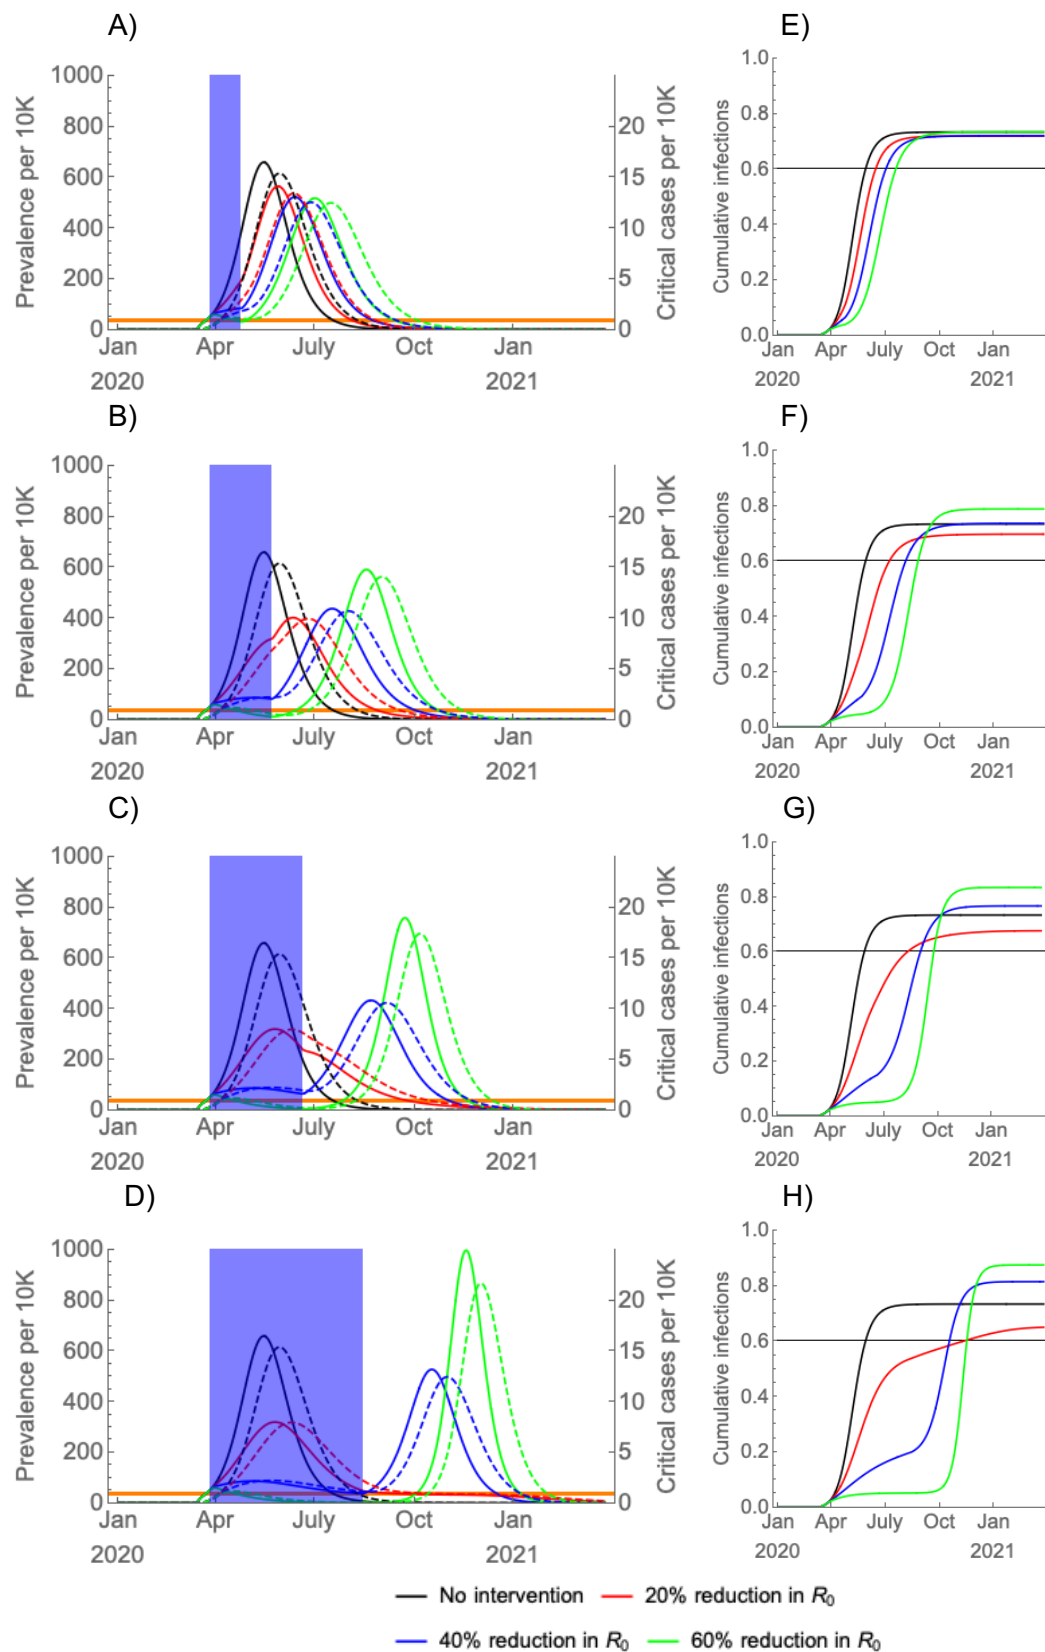 A)
E)
Prevalence per 10K
1000
800
600
400
200
0
Critical cases per 10K
20
15
10
5
0
Jan
Apr
July
Oct
Jan
2020
2021
Cumulative infections
1.0
0.8
0.6
0.4
0.2
0.0
Jan
Apr
July
Oct
Jan
2020
2021
B)
F)
Prevalence per 10K
1000
800
600
400
200
0
Critical cases per 10K
20
15
10
5
0
Jan
Apr
July
Oct
Jan
2020
2021
Cumulative infections
1.0
0.8
0.6
0.4
0.2
0.0
Jan
Apr
July
Oct
Jan
2020
2021
C)
G)
Prevalence per 10K
1000
800
600
400
200
0
Critical cases per 10K
20
15
10
5
0
Jan
Apr
July
Oct
Jan
2020
2021
Cumulative infections
1.0
0.8
0.6
0.4
0.2
0.0
Jan
Apr
July
Oct
Jan
2020
2021
D)
H)
Prevalence per 10K
1000
800
600
400
200
0
Critical cases per 10K
20
15
10
5
0
Jan
Apr
July
Oct
Jan
2020
2021
Cumulative infections
1.0
0.8
0.6
0.4
0.2
0.0
Jan
Apr
July
Oct
Jan
2020
2021
No intervention
20% reduction in R₀
40% reduction in R₀
60% reduction in R₀